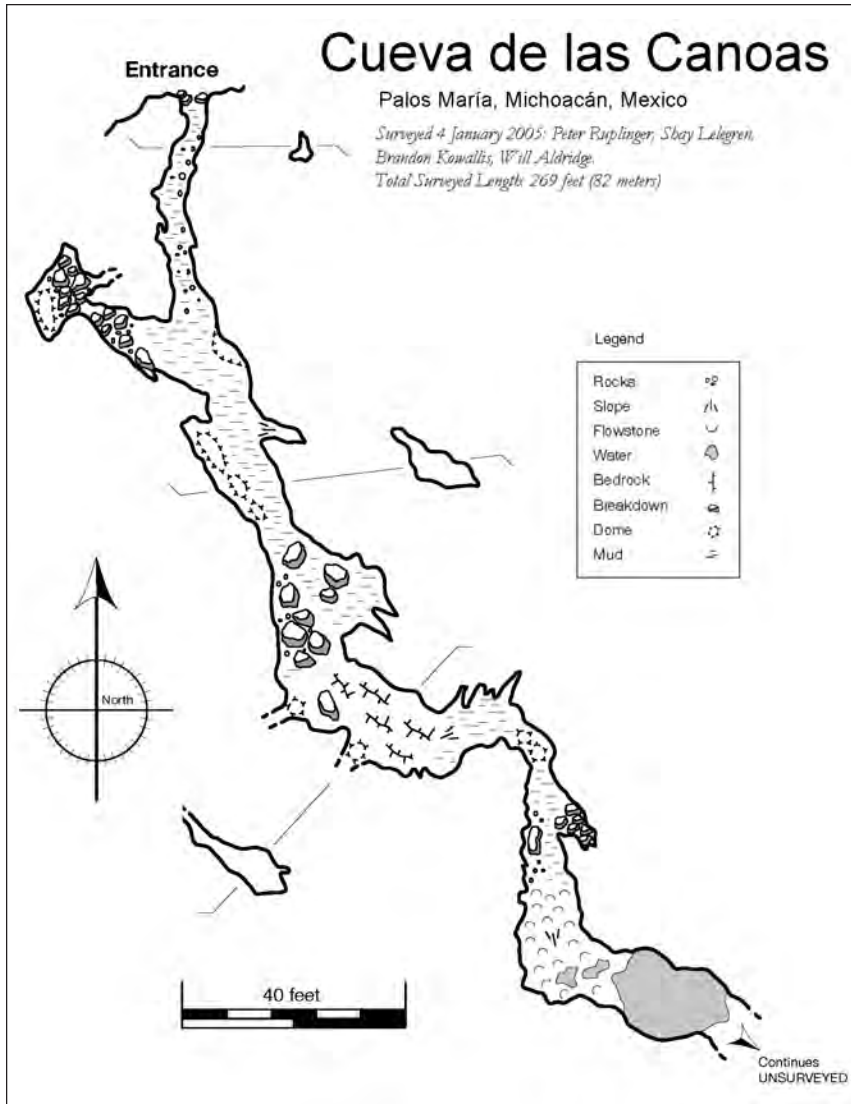 Cueva de las Canoas
Entrance
Palos María, Michoacán, Mexico
Surveyed 4 January 2005: Peter Ruplinger, Shay Lelegren,
Brandon Kowallis, Will Aldridge.
Total Surveyed Length: 269 feet (82 meters)
Legend
Rocks
Slope
Flowstone
Water
Bedrock
Breakdown
Dome
Mud
North
40 feet
Continues
UNSURVEYED